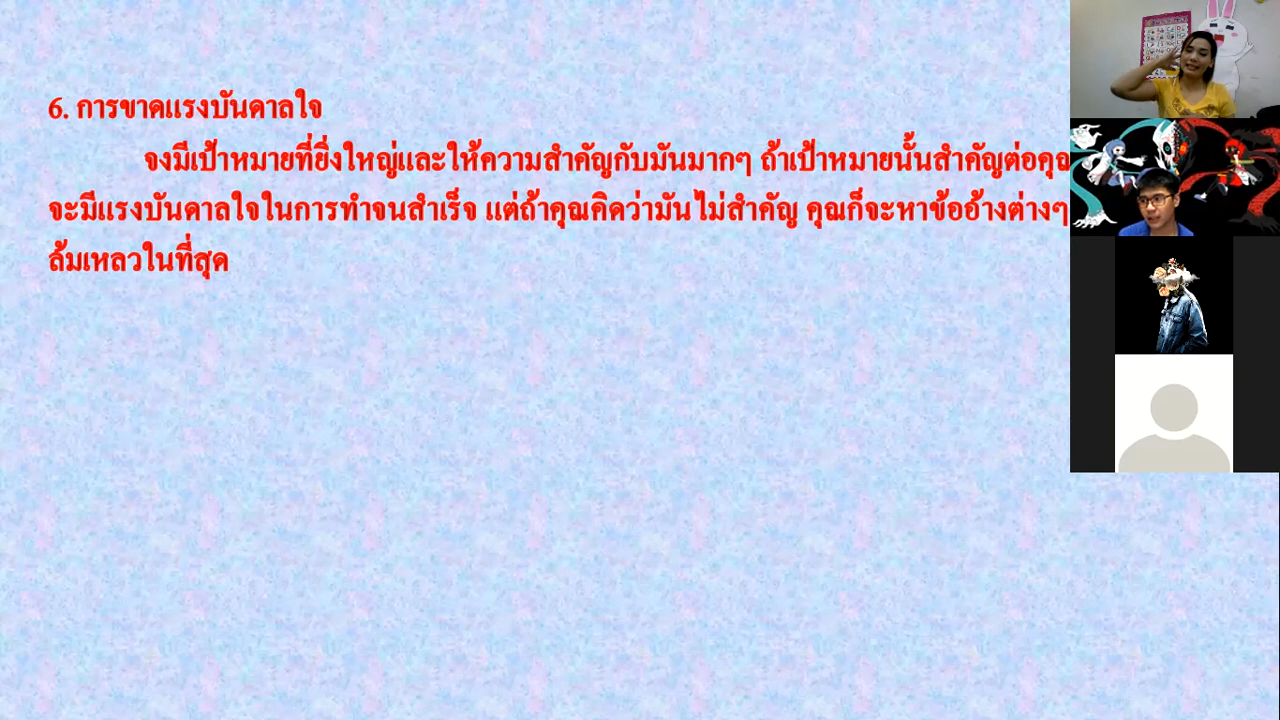 6. การขาดแรงบันดาลใจ
จงมีเป้าหมายที่ยิ่งใหญ่และให้ความสำคัญกับมันมากๆ ถ้าเป้าหมายนั้นสำคัญต่อคุณ
จะมีแรงบันดาลใจในการทำจนสำเร็จ แต่ถ้าคุณคิดว่ามันไม่สำคัญ คุณก็จะหาข้ออ้างต่างๆ
ล้มเหลวในที่สุด